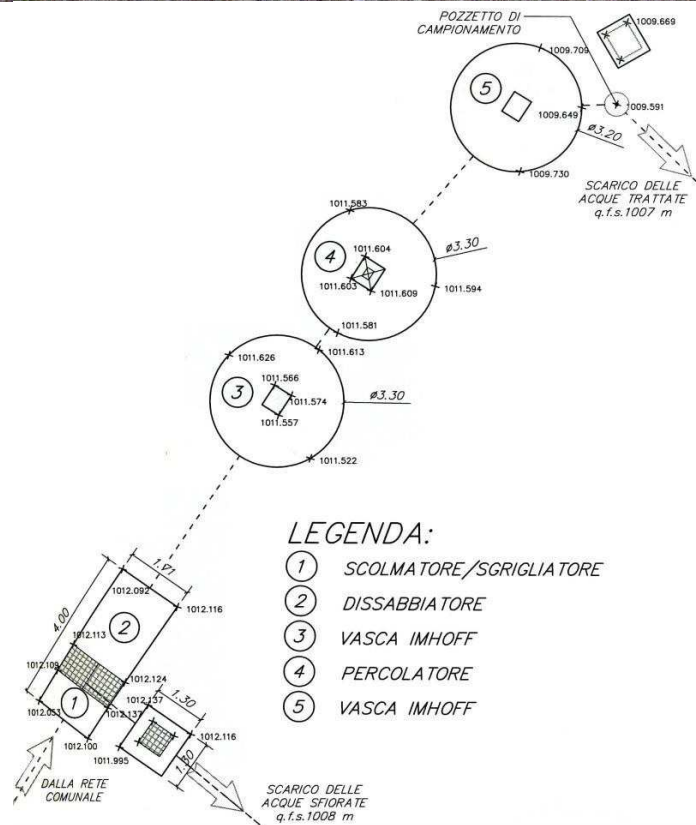 POZZETTO DI
CAMPIONAMENTO
1009.669
1009.709
5
1009.649
009.591
ø3.20
1009.730
SCARICO DELLE
ACQUE TRATTATE
q.f.s.1007 m
1011.583
1011.604
ø3.30
4
1011.603
1011.609
1011.594
1011.581
1011.613
1011.626
1011.566
3
1011.574
ø3.30
1011.557
1011.522
LEGENDA:
1 SCOLMATORE/SGRIGLIATORE
2 DISSABBIATORE
3 VASCA IMHOFF
4 PERCOLATORE
5 VASCA IMHOFF
1.91
1012.092
1012.116
4.00
2
1012.113
1012.109
1012.124
1.30
1
1012.053
1012.137
1012.137
1012.116
1012.100
1011.995
1.30
DALLA RETE
COMUNALE
SCARICO DELLE
ACQUE SFIORATE
q.f.s.1008 m